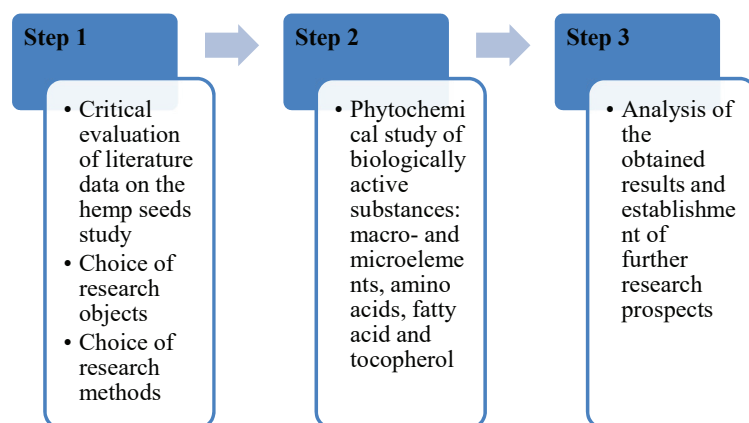 Step 1
• Critical
evaluation
of literature
data on the
hemp seeds
study
• Choice of
research
objects
• Choice of
research
methods
Step 2
• Phytochemi
cal study of
biologically
active
substances:
macro- and
microeleme
nts, amino
acids, fatty
acid and
tocopherol
Step 3
• Analysis of
the
obtained
results and
establishme
nt of
further
research
prospects